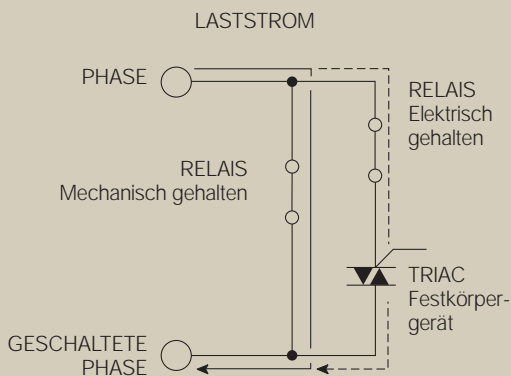 LASTSTROM
PHASE
RELAIS
Elektrisch
gehalten
RELAIS
Mechanisch gehalten
TRIAC
Festkörper-
gerät
GESCHALTETE
PHASE